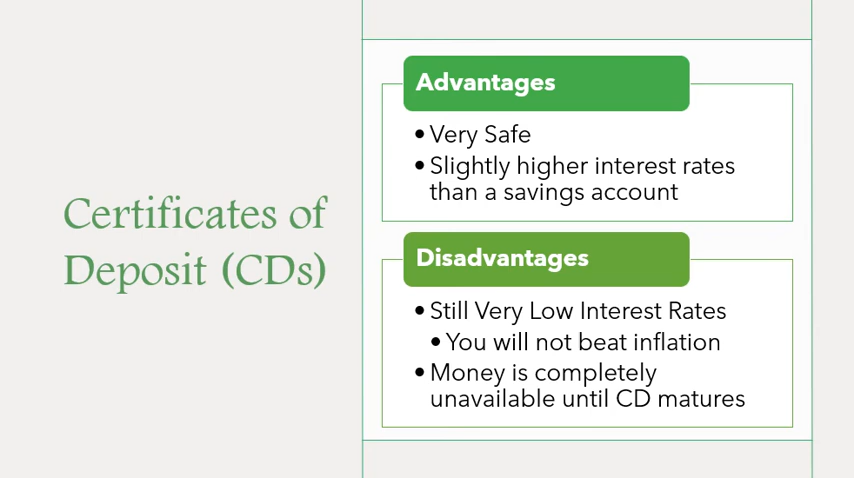 Certificates of
Deposit (CDs)
Advantages
• Very Safe
• Slightly higher interest rates
than a savings account
Disadvantages
• Still Very Low Interest Rates
• You will not beat inflation
• Money is completely
unavailable until CD matures